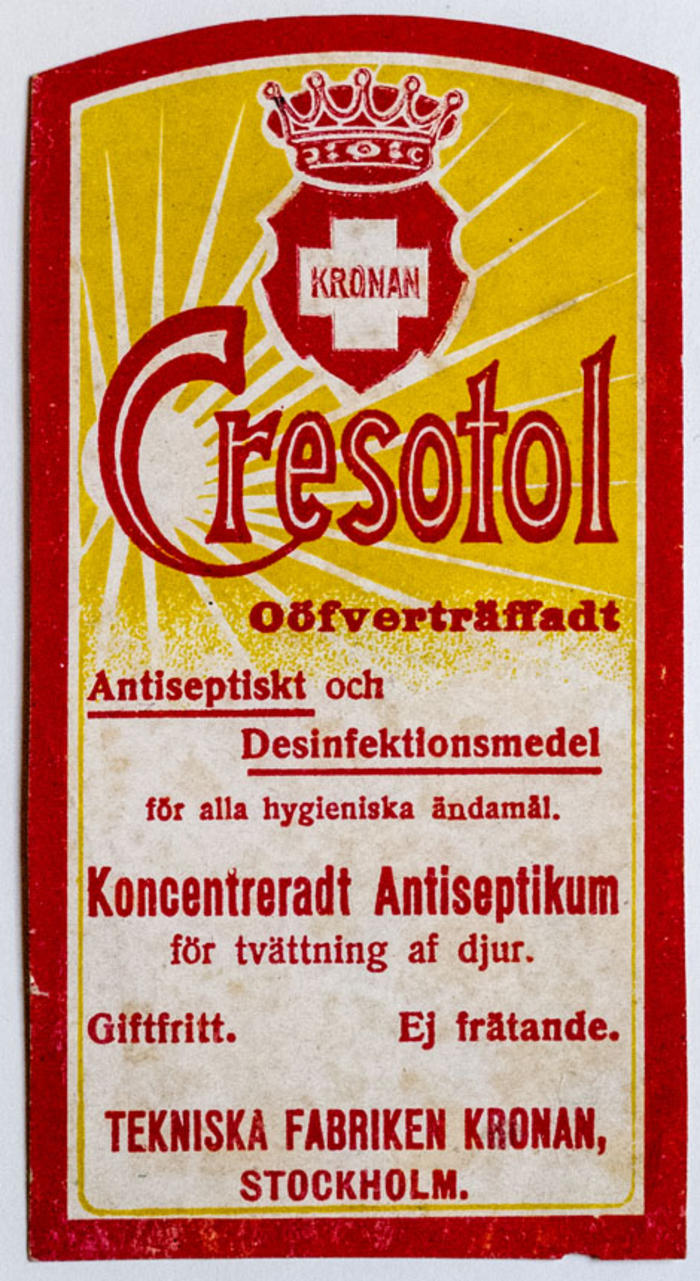 KRONAN
Cresotol
Oöfverträffadt
Antiseptiskt och
Desinfektionsmedel
för alla hygieniska ändamål.
Koncentreradt Antiseptikum
för tvättning af djur.
Giftfritt. Ej frätande.
TEKNISKA FABRIKEN KRONAN,
STOCKHOLM.